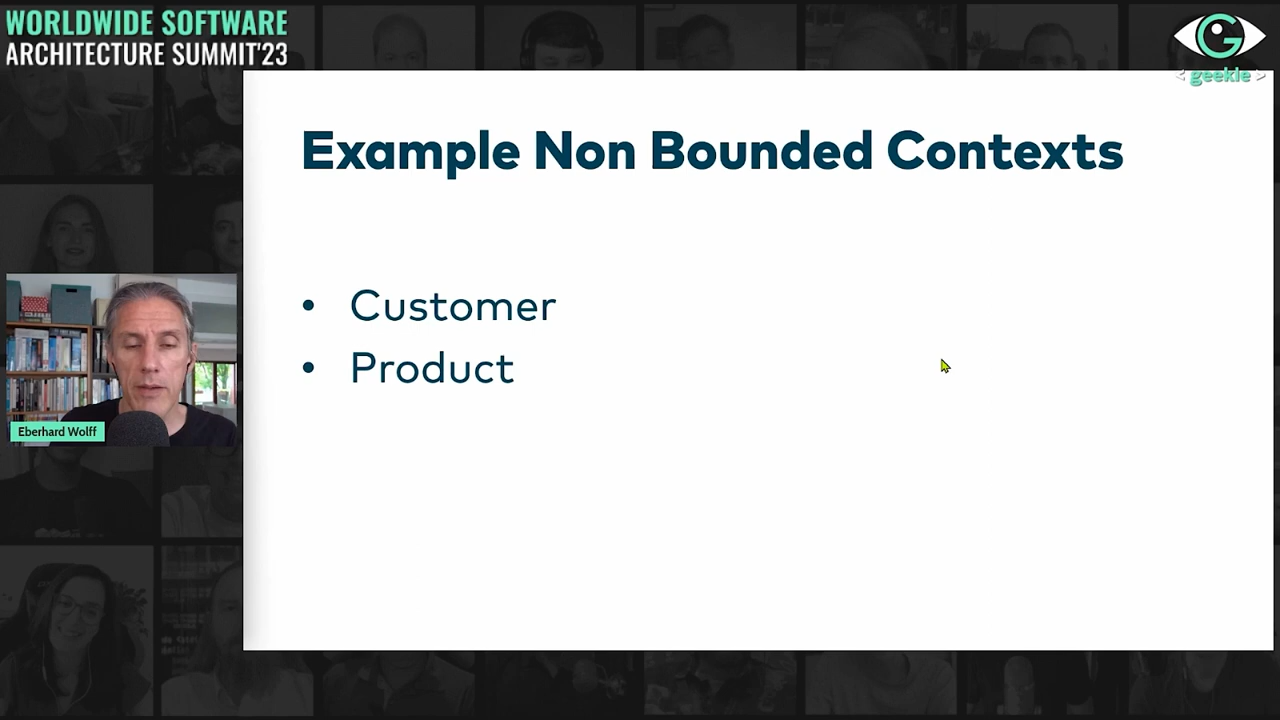 WORLDWIDE SOFTWARE
ARCHITECTURE SUMMIT'23
< geekle >
Example Non Bounded Contexts
• Customer
• Product
Eberhard Wolff